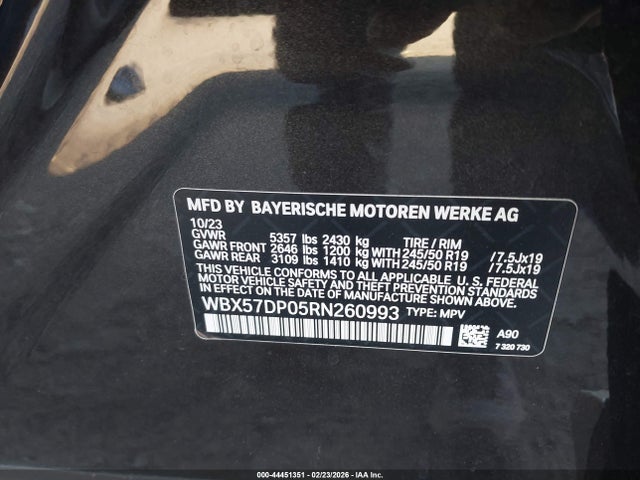 MFD BY BAYERISCHE MOTOREN WERKE AG
10/23
GVWR 5357 lbs 2430 kg TIRE / RIM
GAWR FRONT 2646 lbs 1200 kg WITH 245/50 R19 / 7.5Jx19
GAWR REAR 3109 lbs 1410 kg WITH 245/50 R19 / 7.5Jx19
THIS VEHICLE CONFORMS TO ALL APPLICABLE U.S. FEDERAL
MOTOR VEHICLE SAFETY AND THEFT PREVENTION STANDARDS
IN EFFECT ON THE DATE OF MANUFACTURE SHOWN ABOVE.
WBX57DP05RN260993 TYPE: MPV
A90
7 320 730
000-44451351 - 02/23/2026 - IAA Inc.